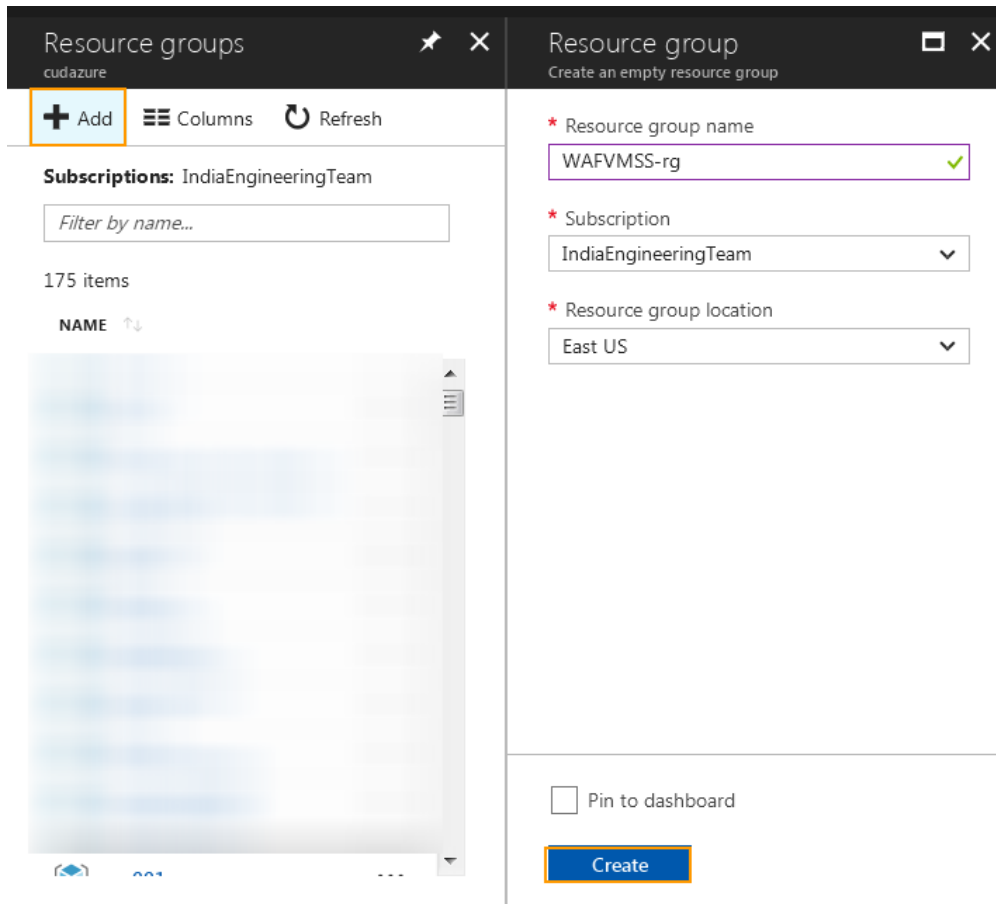 Resource groups
cudazure
Add
Columns
Refresh
Subscriptions: IndiaEngineeringTeam
Filter by name...
175 items
NAME
Resource group
Create an empty resource group
* Resource group name
WAFVMSS-rg
* Subscription
IndiaEngineeringTeam
* Resource group location
East US
Pin to dashboard
Create